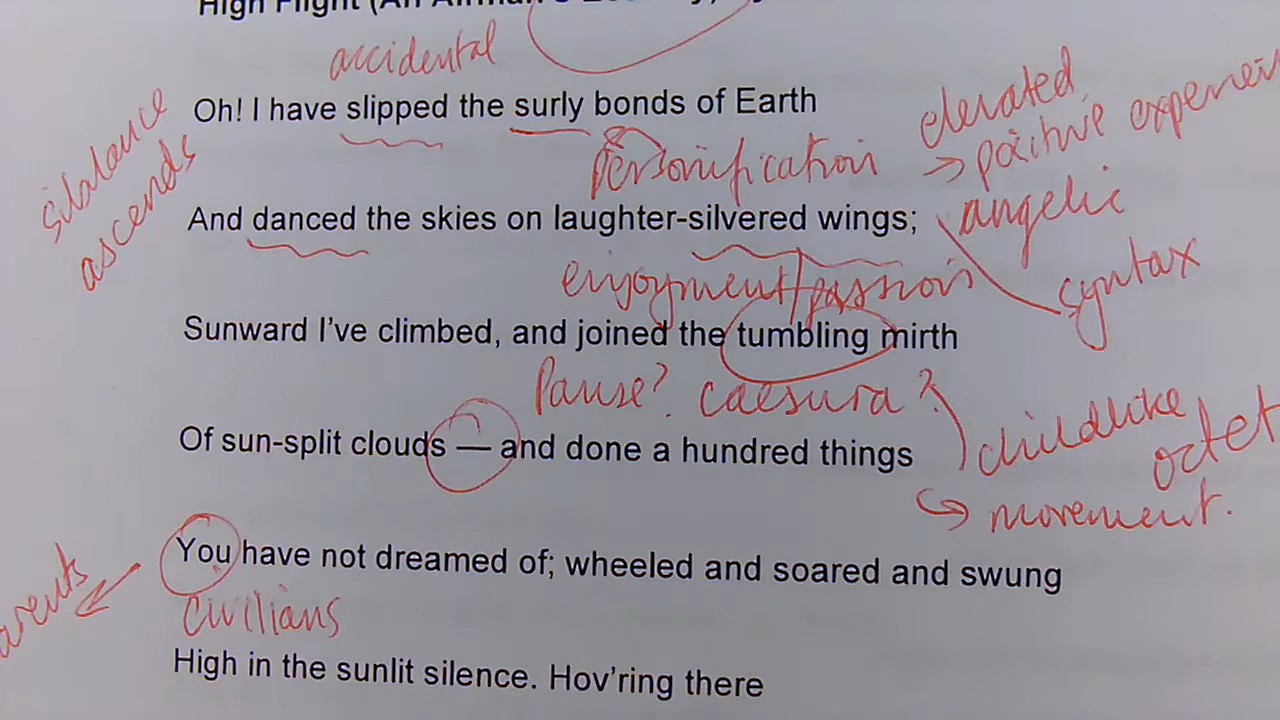 High Flight (An Airman's
accidental
Oh! I have slipped the surly bonds of Earth
sibalance
ascends
personification
elevated
→ positive
angelic
And danced the skies on laughter-silvered wings;
enjoyment/passion
syntax
Sunward I've climbed, and joined the tumbling mirth
Pause? caesura?
childlike
octet
Of sun-split clouds — and done a hundred things
movement.
You have not dreamed of; wheeled and soared and swung
civilians
High in the sunlit silence. Hov'ring there